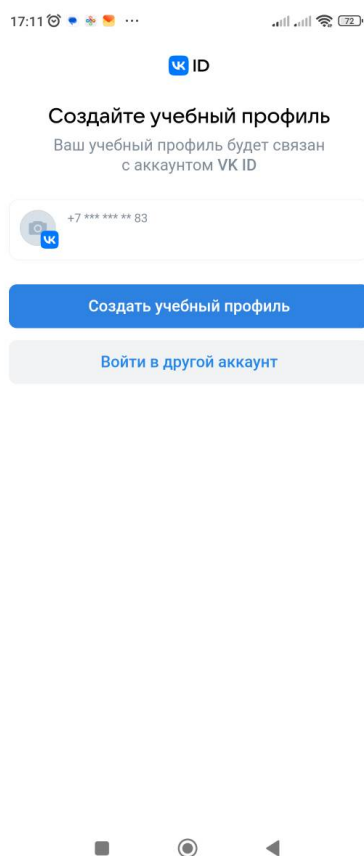 17:11
72
VK ID
Создайте учебный профиль
Ваш учебный профиль будет связан
с аккаунтом VK ID
+7 *** *** ** 83
Создать учебный профиль
Войти в другой аккаунт